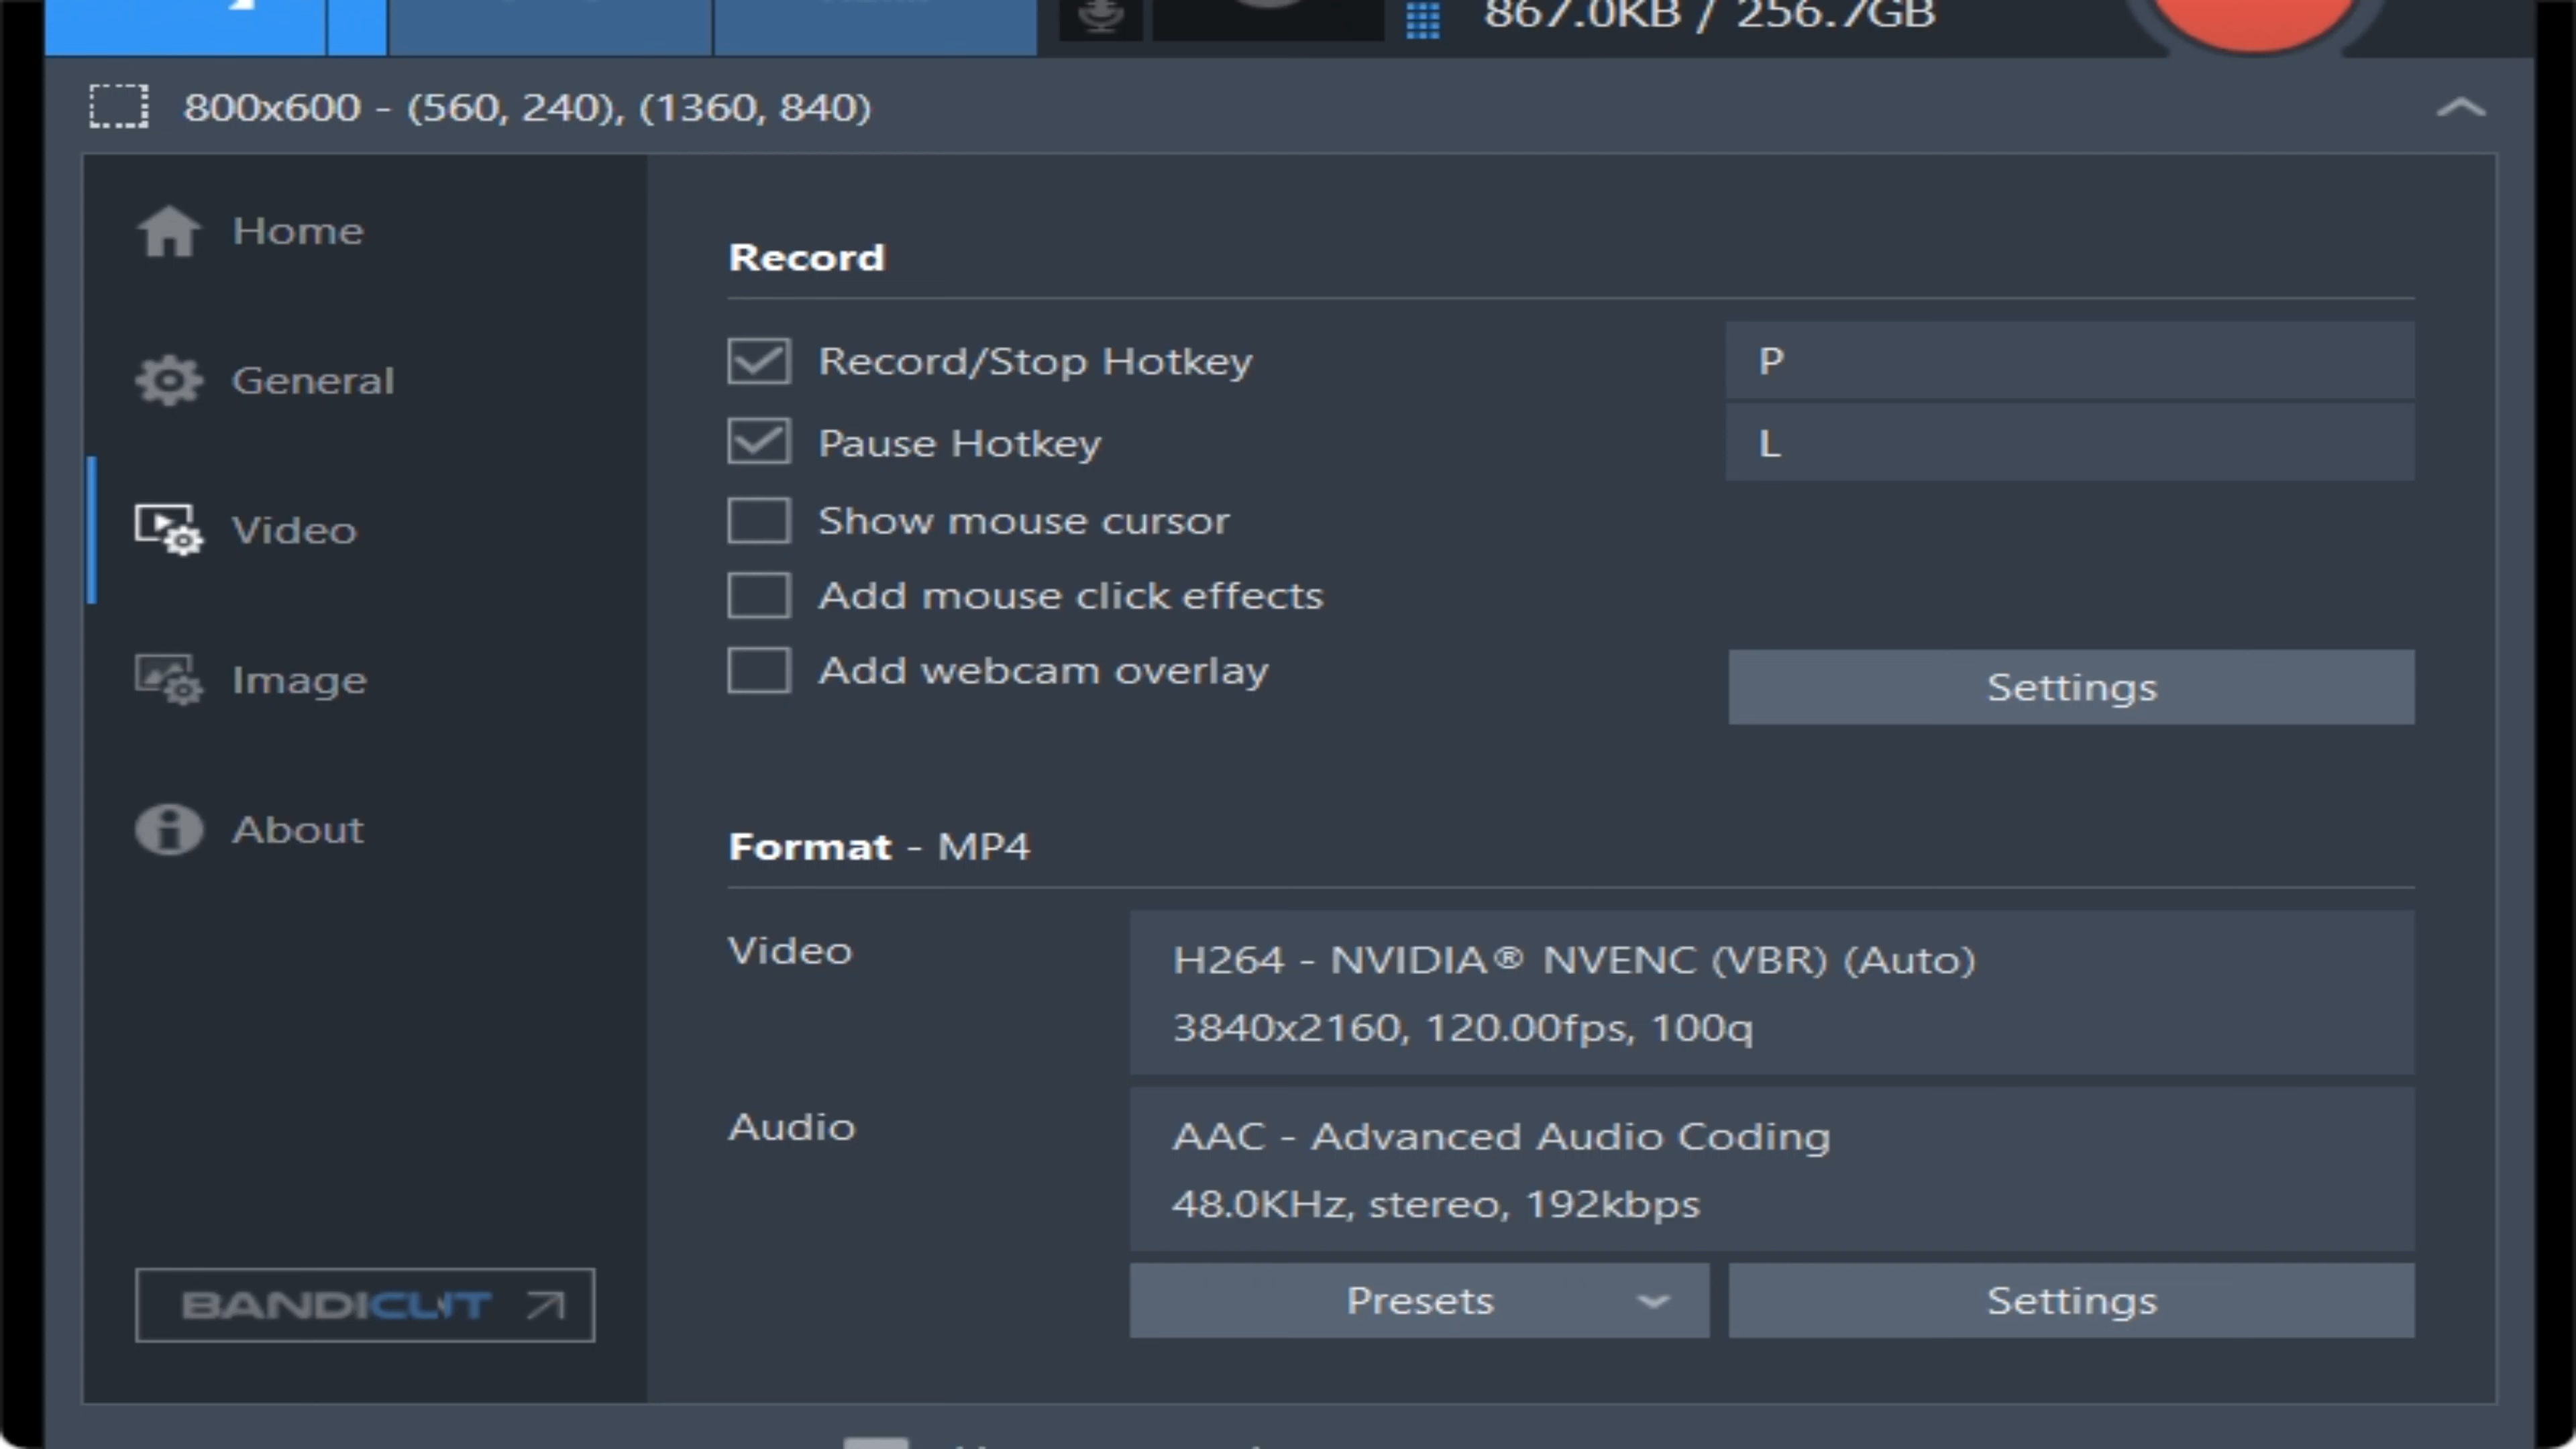 867.0KB / 256.7GB
800x600 - (560, 240), (1360, 840)
Home
General
Video
Image
About
BANDICUT
Record
Record/Stop Hotkey
P
Pause Hotkey
L
Show mouse cursor
Add mouse click effects
Add webcam overlay
Settings
Format - MP4
Video
H264 - NVIDIA® NVENC (VBR) (Auto)
3840x2160, 120.00fps, 100q
Audio
AAC - Advanced Audio Coding
48.0KHz, stereo, 192kbps
Presets
Settings